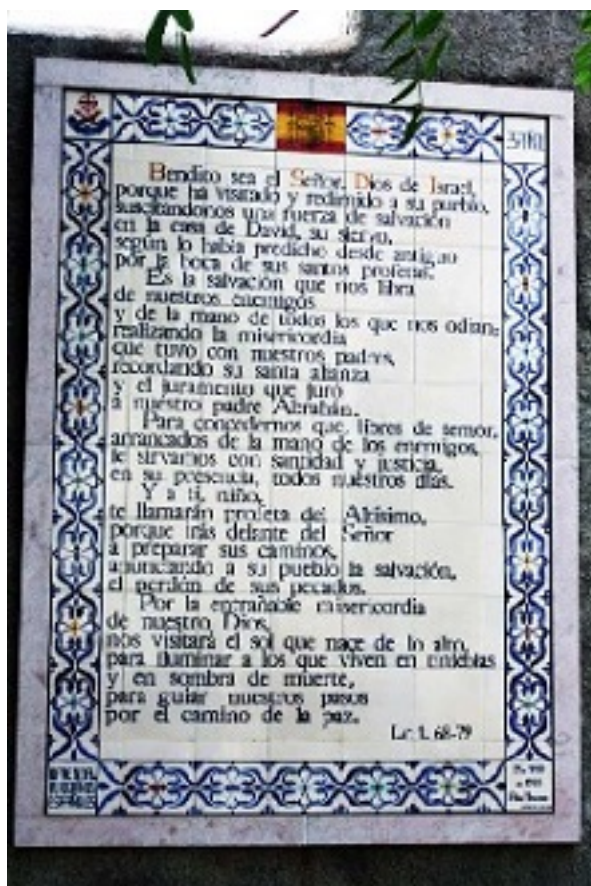 Bendito sea el Señor, Dios de Israel,
porque ha visitado y redimido a su pueblo,
suscitándonos una fuerza de salvación
en la casa de David, su siervo,
según lo había predicho desde antiguo
por la boca de sus santos profetas.
Es la salvación que nos libra
de nuestros enemigos
y de la mano de todos los que nos odian;
realizando la misericordia
que tuvo con nuestros padres,
recordando su santa alianza
y el juramento que juró
a nuestro padre Abrahán.
Para concedernos que, libres de temor,
arrancados de la mano de los enemigos,
le sirvamos con santidad y justicia,
en su presencia, todos nuestros días.
Y a ti, niño,
te llamarán profeta del Altísimo,
porque irás delante del Señor
a preparar sus caminos,
anunciando a su pueblo la salvación,
el perdón de sus pecados.
Por la entrañable misericordia
de nuestro Dios,
nos visitará el sol que nace de lo alto,
para iluminar a los que viven en tinieblas
y en sombra de muerte,
para guiar nuestros pasos
por el camino de la paz.
Lc. 1, 68-79
ESPAÑOLES